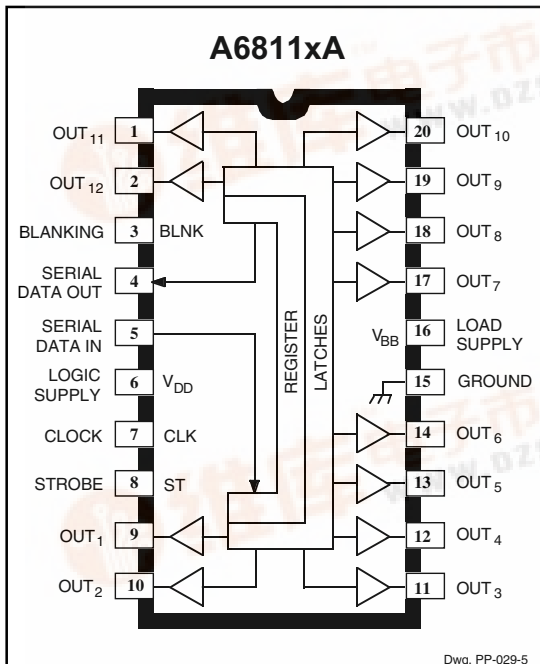 A6811xA
OUT11 1 20 OUT10
OUT12 2 19 OUT9
BLANKING 3 BLNK 18 OUT8
SERIAL DATA OUT 4 17 OUT7
SERIAL DATA IN 5 VBB 16 LOAD SUPPLY
REGISTER
LATCHES
LOGIC SUPPLY 6 VDD 15 GROUND
CLOCK 7 CLK 14 OUT6
STROBE 8 ST 13 OUT5
OUT1 9 12 OUT4
OUT2 10 11 OUT3
Dwg. PP-029-5